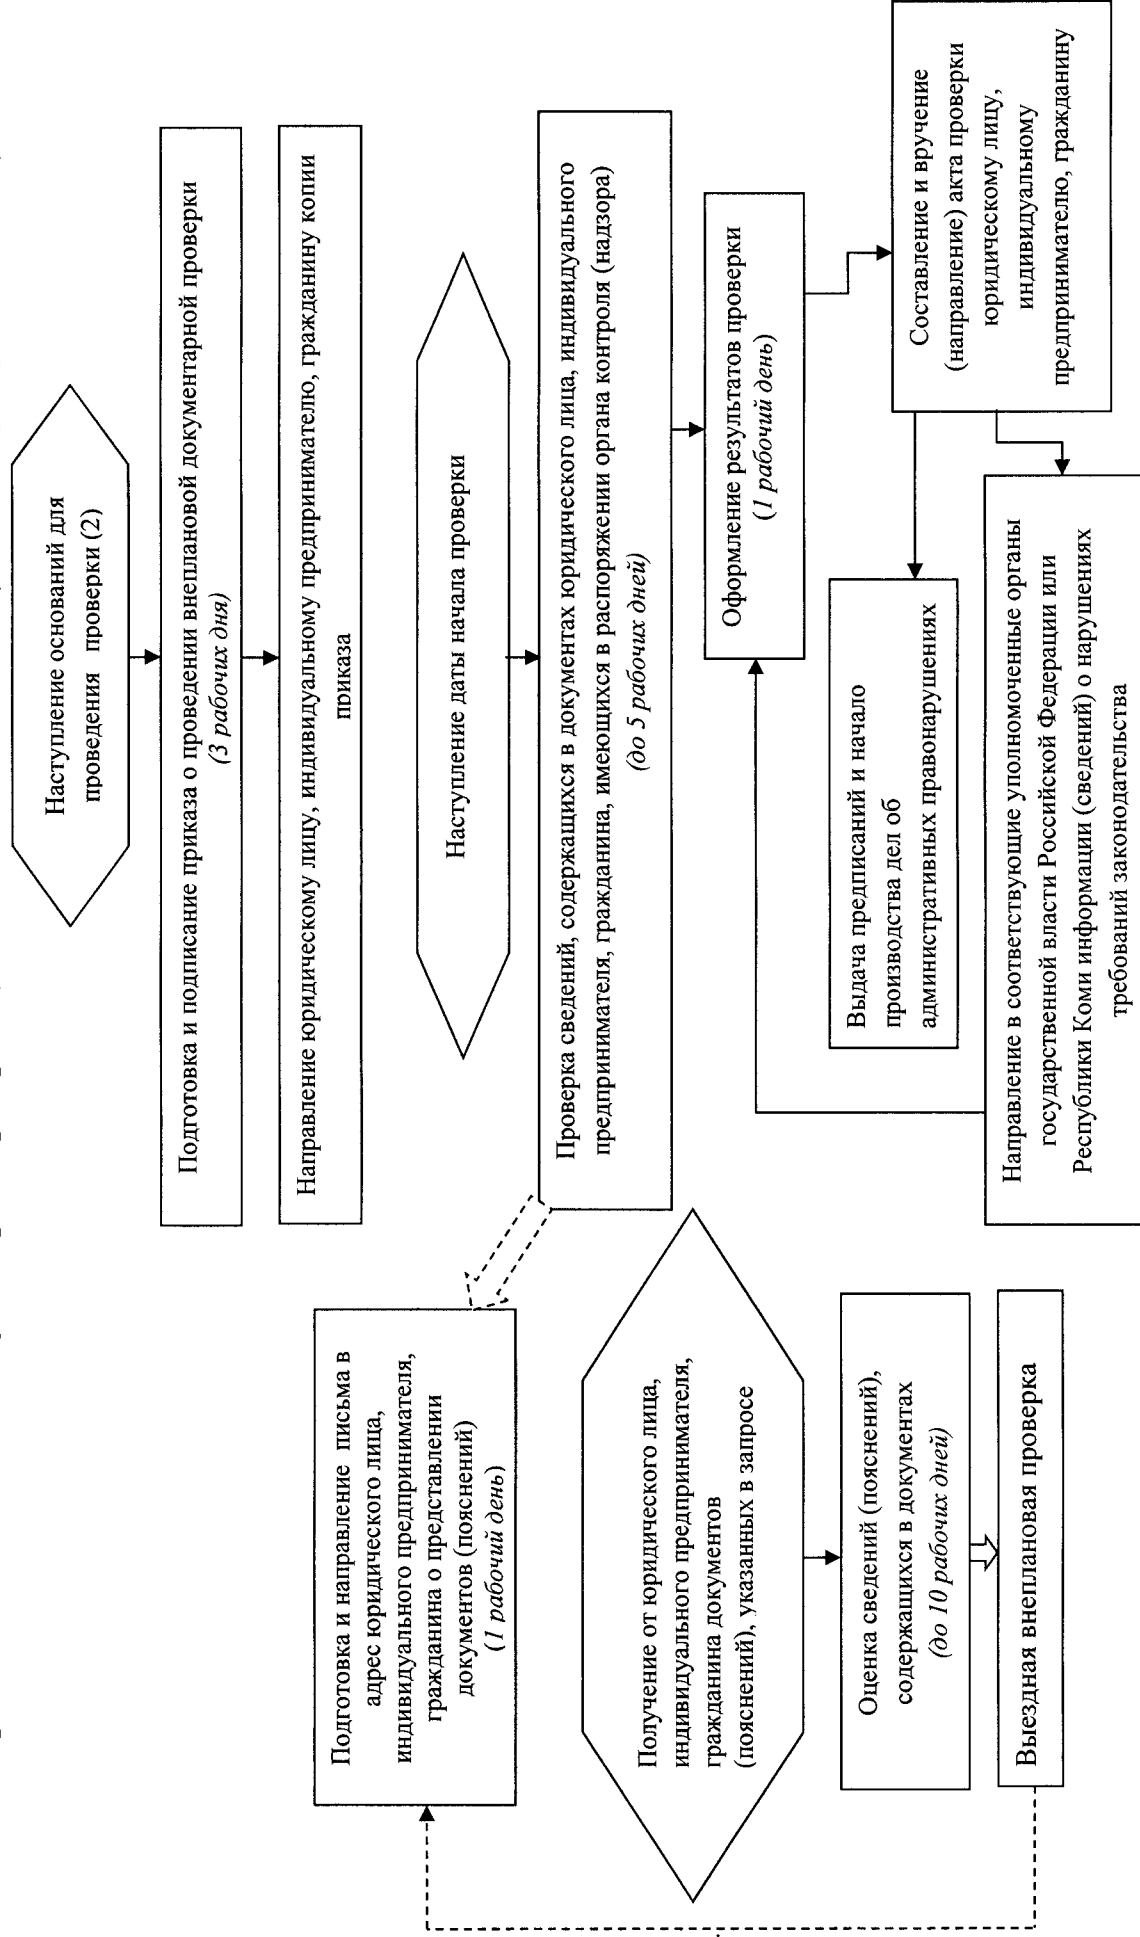 Наступление оснований для
проведения проверки (2)
Подготовка и подписание приказа о проведении внеплановой документарной проверки
(3 рабочих дня)
Направление юридическому лицу, индивидуальному предпринимателю, гражданину копии
приказа
Наступление даты начала проверки
Проверка сведений, содержащихся в документах юридического лица, индивидуального
предпринимателя, гражданина, имеющихся в распоряжении органа контроля (надзора)
(до 5 рабочих дней)
Подготовка и направление письма в
адрес юридического лица,
индивидуального предпринимателя,
гражданина о представлении
документов (пояснений)
(1 рабочий день)
Получение от юридического лица,
индивидуального предпринимателя,
гражданина документов
(пояснений), указанных в запросе
Оценка сведений (пояснений),
содержащихся в документах
(до 10 рабочих дней)
Выездная внеплановая проверка
Оформление результатов проверки
(1 рабочий день)
Составление и вручение
(направление) акта проверки
юридическому лицу,
индивидуальному
предпринимателю, гражданину
Выдача предписаний и начало
производства дел об
административных правонарушениях
Направление в соответствующие уполномоченные органы
государственной власти Российской Федерации или
Республики Коми информации (сведений) о нарушениях
требований законодательства